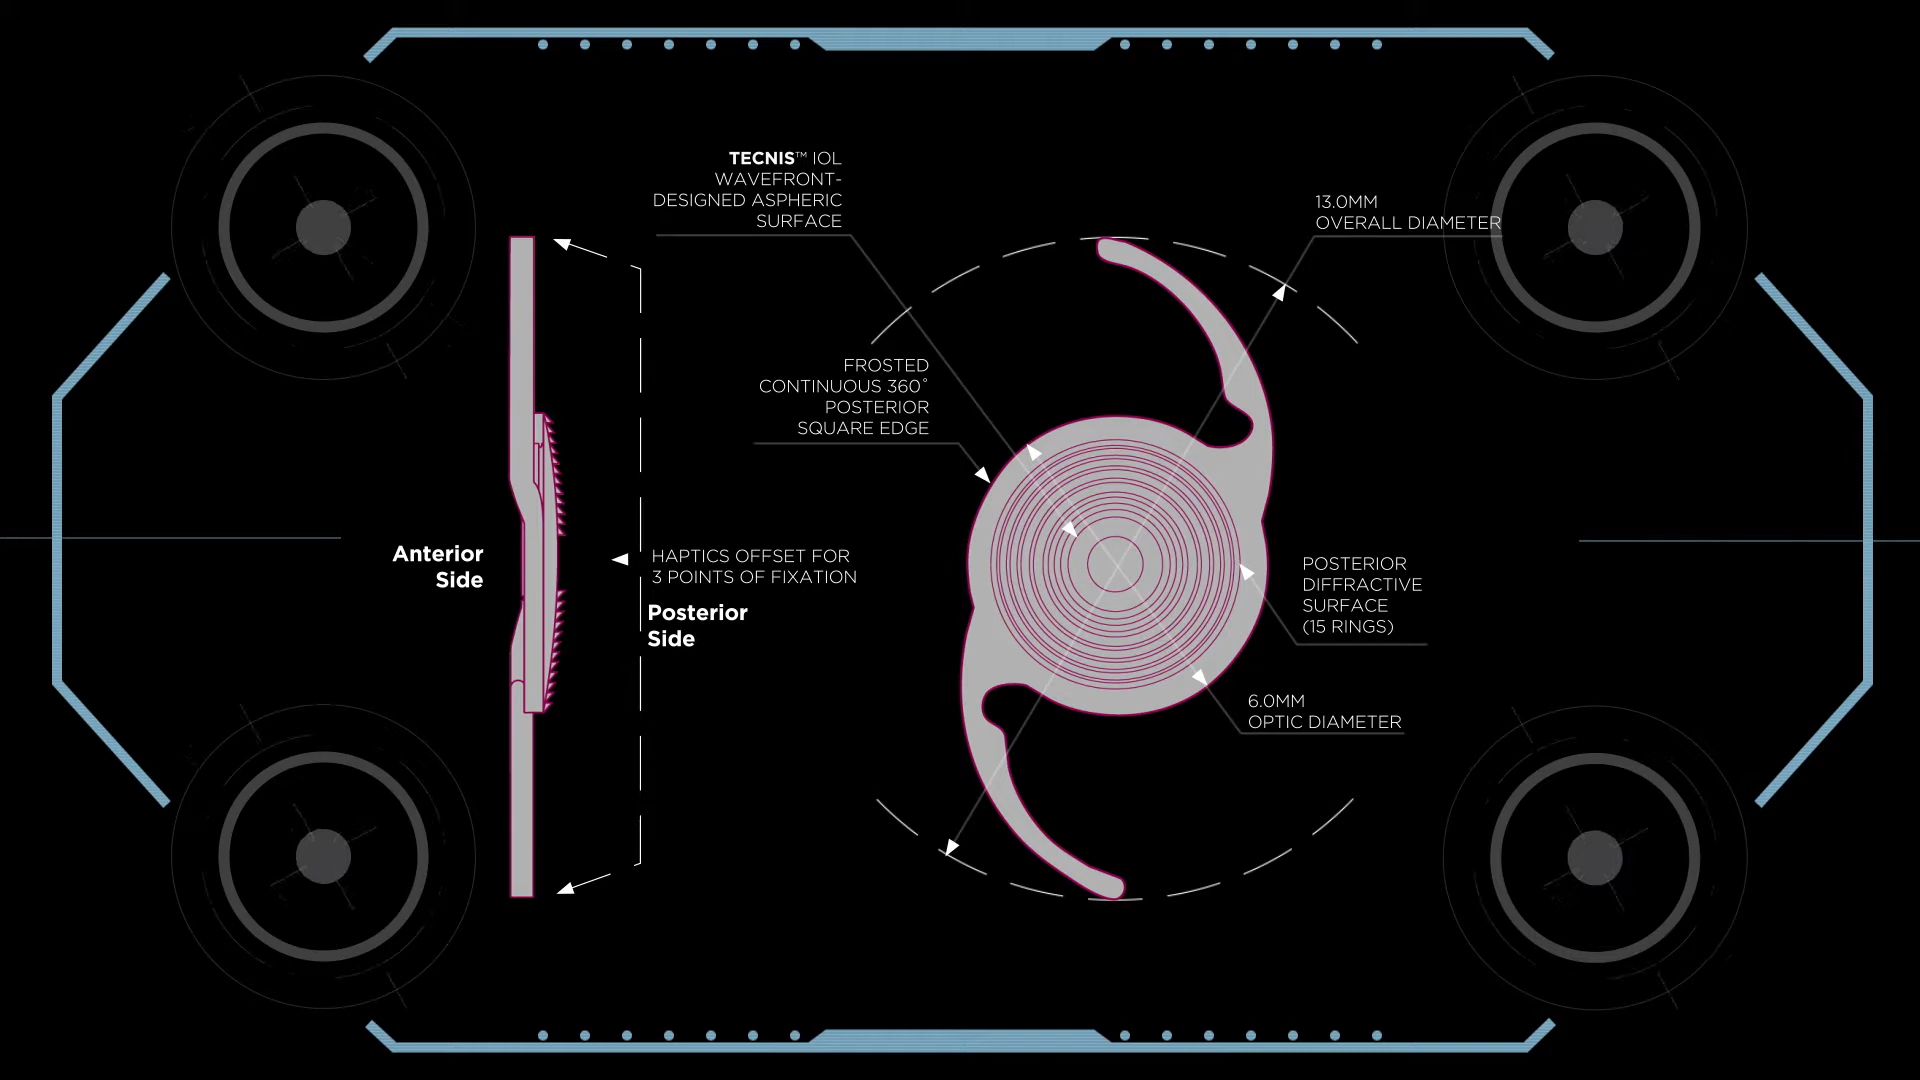 TECNIS™ IOL
WAVEFRONT-
DESIGNED ASPHERIC
SURFACE
13.0MM
OVERALL DIAMETER
FROSTED
CONTINUOUS 360°
POSTERIOR
SQUARE EDGE
Anterior
Side
HAPTICS OFFSET FOR
3 POINTS OF FIXATION
Posterior
Side
POSTERIOR
DIFFRACTIVE
SURFACE
(15 RINGS)
6.0MM
OPTIC DIAMETER